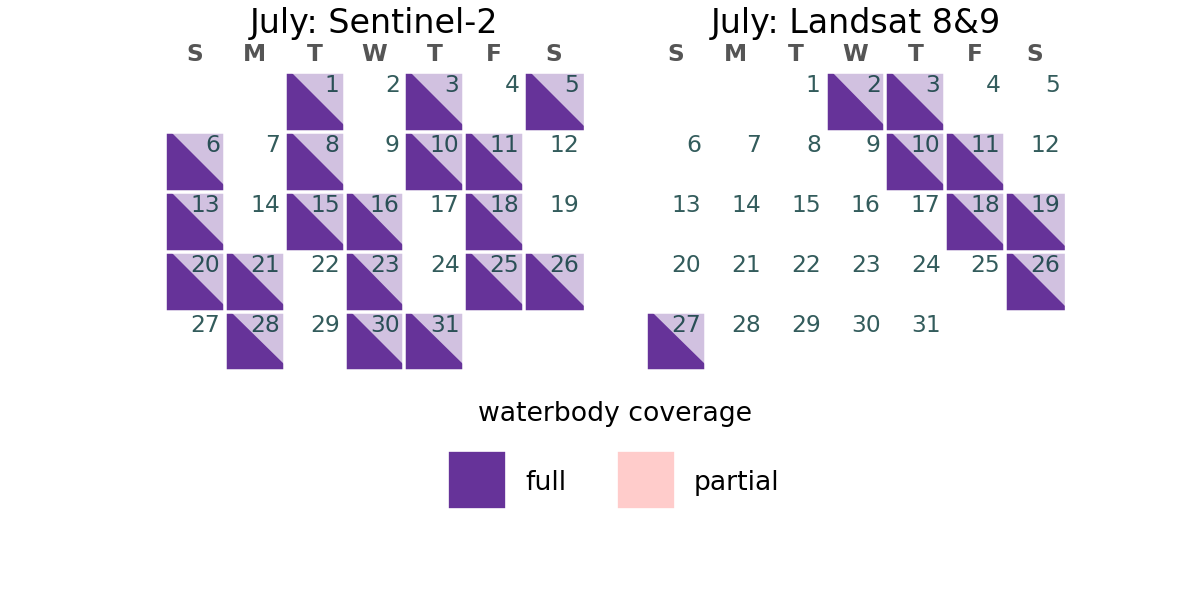 July: Sentinel-2
S M T W T F S
1 2 3 4 5
6 7 8 9 10 11 12
13 14 15 16 17 18 19
20 21 22 23 24 25 26
27 28 29 30 31
July: Landsat 8&9
S M T W T F S
1 2 3 4 5
6 7 8 9 10 11 12
13 14 15 16 17 18 19
20 21 22 23 24 25 26
27 28 29 30 31
waterbody coverage
full partial